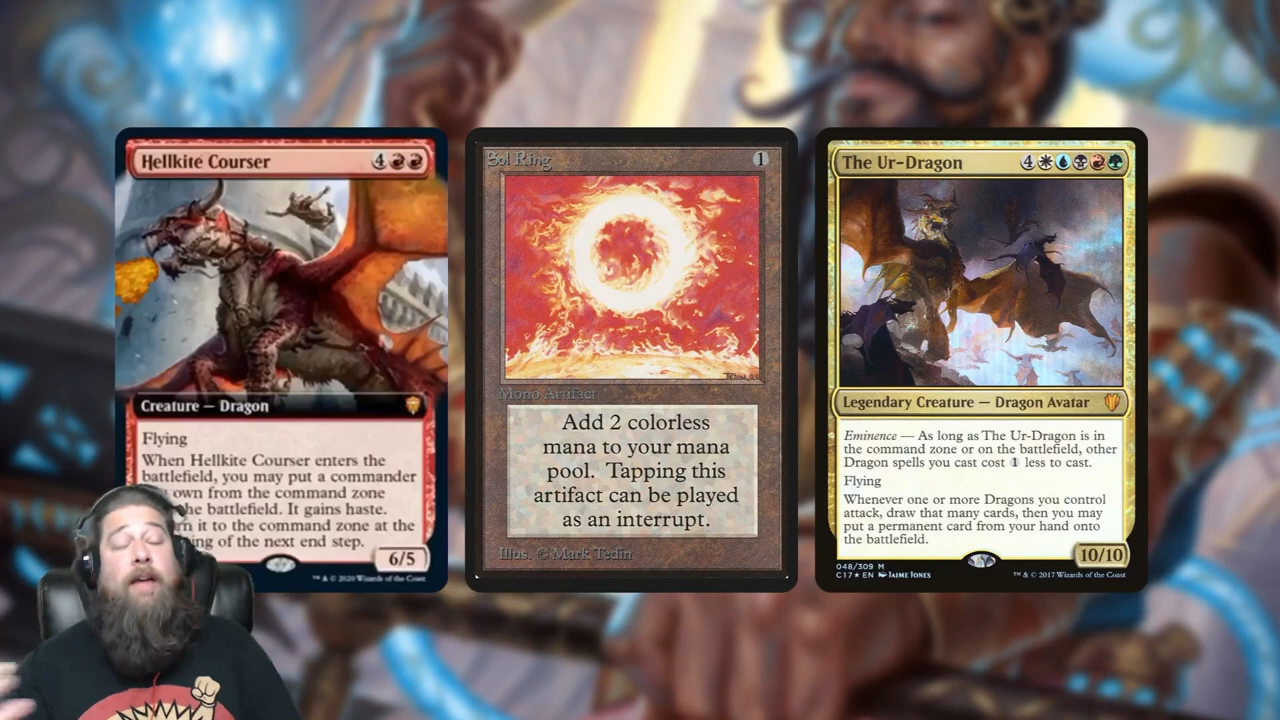 Hellkite Courser 4
Creature — Dragon
Flying
When Hellkite Courser enters the
battlefield, you may put a commander
own from the command zone
he battlefield. It gains haste.
rn it to the command zone at the
ing of the next end step.
6/5
™ & © 2020 Wizards of the Coast
Sol Ring 1
Mono Artifact
Add 2 colorless
mana to your mana
pool. Tapping this
artifact can be played
as an interrupt.
Illus. © Mark Tedin
The Ur-Dragon 4
Legendary Creature — Dragon Avatar
Eminence — As long as The Ur-Dragon is in
the command zone or on the battlefield, other
Dragon spells you cast cost 1 less to cast.
Flying
Whenever one or more Dragons you control
attack, draw that many cards, then you may
put a permanent card from your hand onto
the battlefield.
10/10
048/309 M
C17★EN JAIME JONES
™ & © 2017 Wizards of the Coast